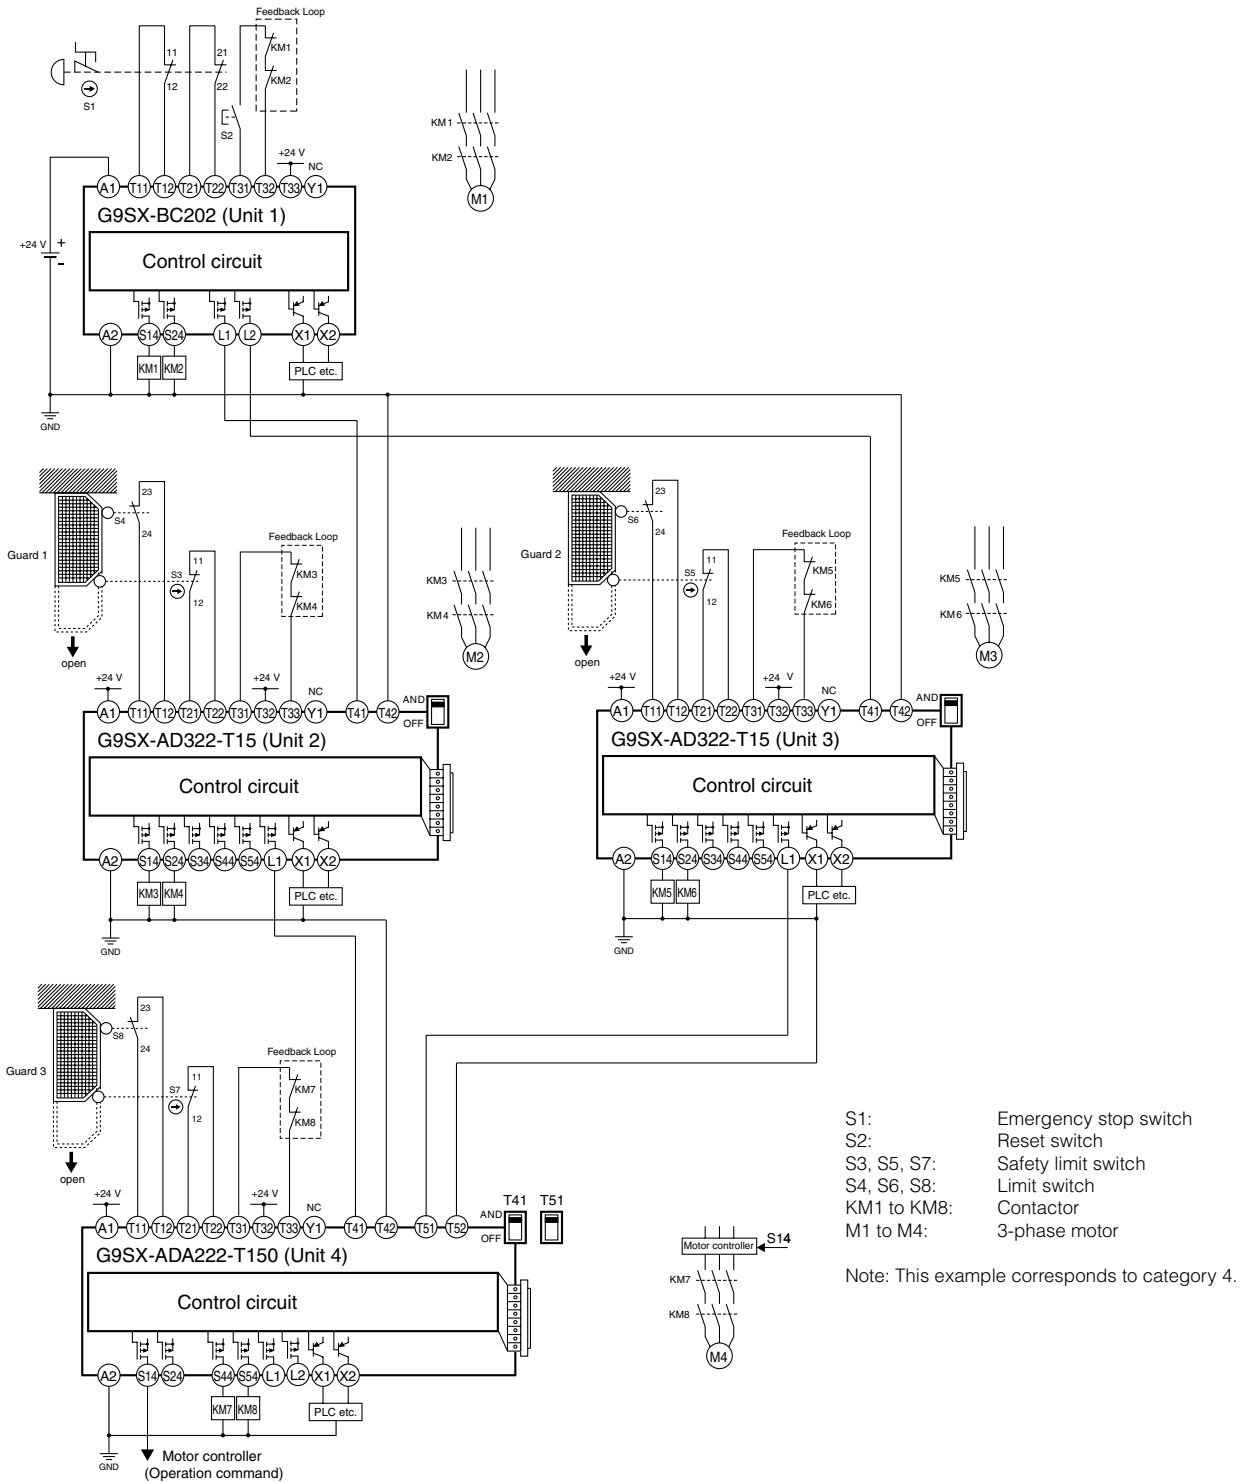 Feedback Loop
KM1
KM2
11
12
21
22
S1
S2
+24 V
NC
A1 T11 T12 T21 T22 T31 T32 T33 Y1
G9SX-BC202 (Unit 1)
Control circuit
+24 V
+
-
A2 S14 S24 L1 L2 X1 X2
KM1 KM2
PLC etc.
GND
KM1
KM2
M1
Guard 1
open
23
24
S4
S3
11
12
Feedback Loop
KM3
KM4
+24 V
+24 V
NC
AND
OFF
A1 T11 T12 T21 T22 T31 T32 T33 Y1 T41 T42
G9SX-AD322-T15 (Unit 2)
Control circuit
A2 S14 S24 S34 S44 S54 L1 X1 X2
KM3 KM4
PLC etc.
GND
KM3
KM4
M2
Guard 2
open
23
24
S6
S5
11
12
Feedback Loop
KM5
KM6
+24 V
+24 V
NC
AND
OFF
A1 T11 T12 T21 T22 T31 T32 T33 Y1 T41 T42
G9SX-AD322-T15 (Unit 3)
Control circuit
A2 S14 S24 S34 S44 S54 L1 X1 X2
KM5 KM6
PLC etc.
GND
KM5
KM6
M3
Guard 3
open
23
24
S8
S7
11
12
Feedback Loop
KM7
KM8
+24 V
+24 V
NC
T41 T51
AND
OFF
A1 T11 T12 T21 T22 T31 T32 T33 Y1 T41 T42 T51 T52
G9SX-ADA222-T150 (Unit 4)
Control circuit
A2 S14 S24 S44 S54 L1 L2 X1 X2
KM7 KM8
PLC etc.
GND
Motor controller
(Operation command)
Motor controller
S14
KM7
KM8
M4
S1: Emergency stop switch
S2: Reset switch
S3, S5, S7: Safety limit switch
S4, S6, S8: Limit switch
KM1 to KM8: Contactor
M1 to M4: 3-phase motor
Note: This example corresponds to category 4.